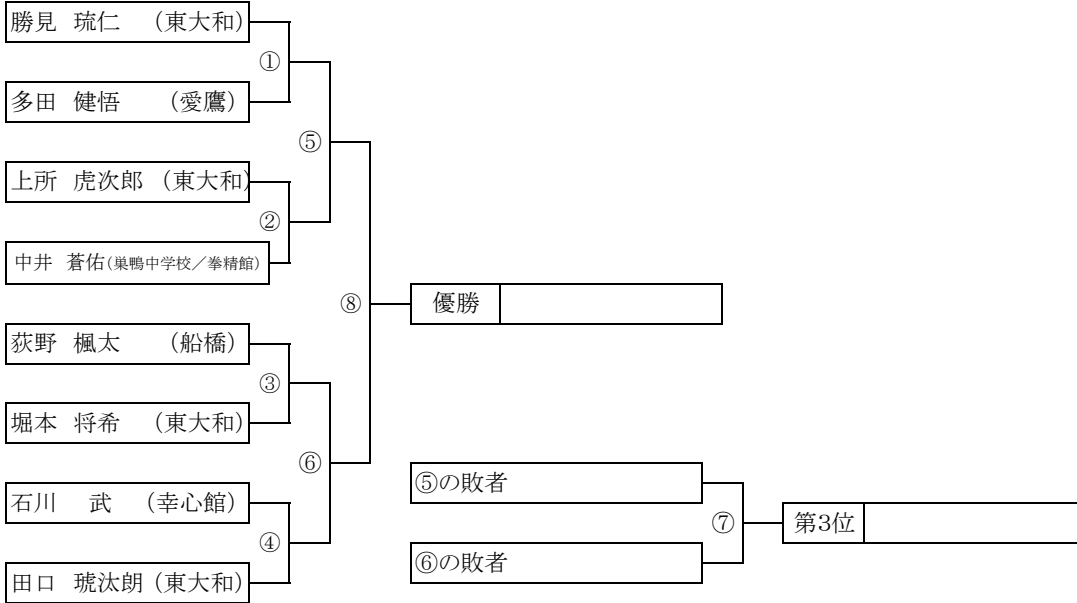 勝見 琉仁 (東大和)
①
多田 健悟 (愛鷹)
⑤
上所 虎次郎 (東大和)
②
中井 蒼佑(巣鴨中学校／拳精館)
⑧
優勝
荻野 楓太 (船橋)
③
堀本 将希 (東大和)
⑥
⑤の敗者
石川 武 (幸心館)
⑦
第3位
④
⑥の敗者
田口 琥汰朗 (東大和)